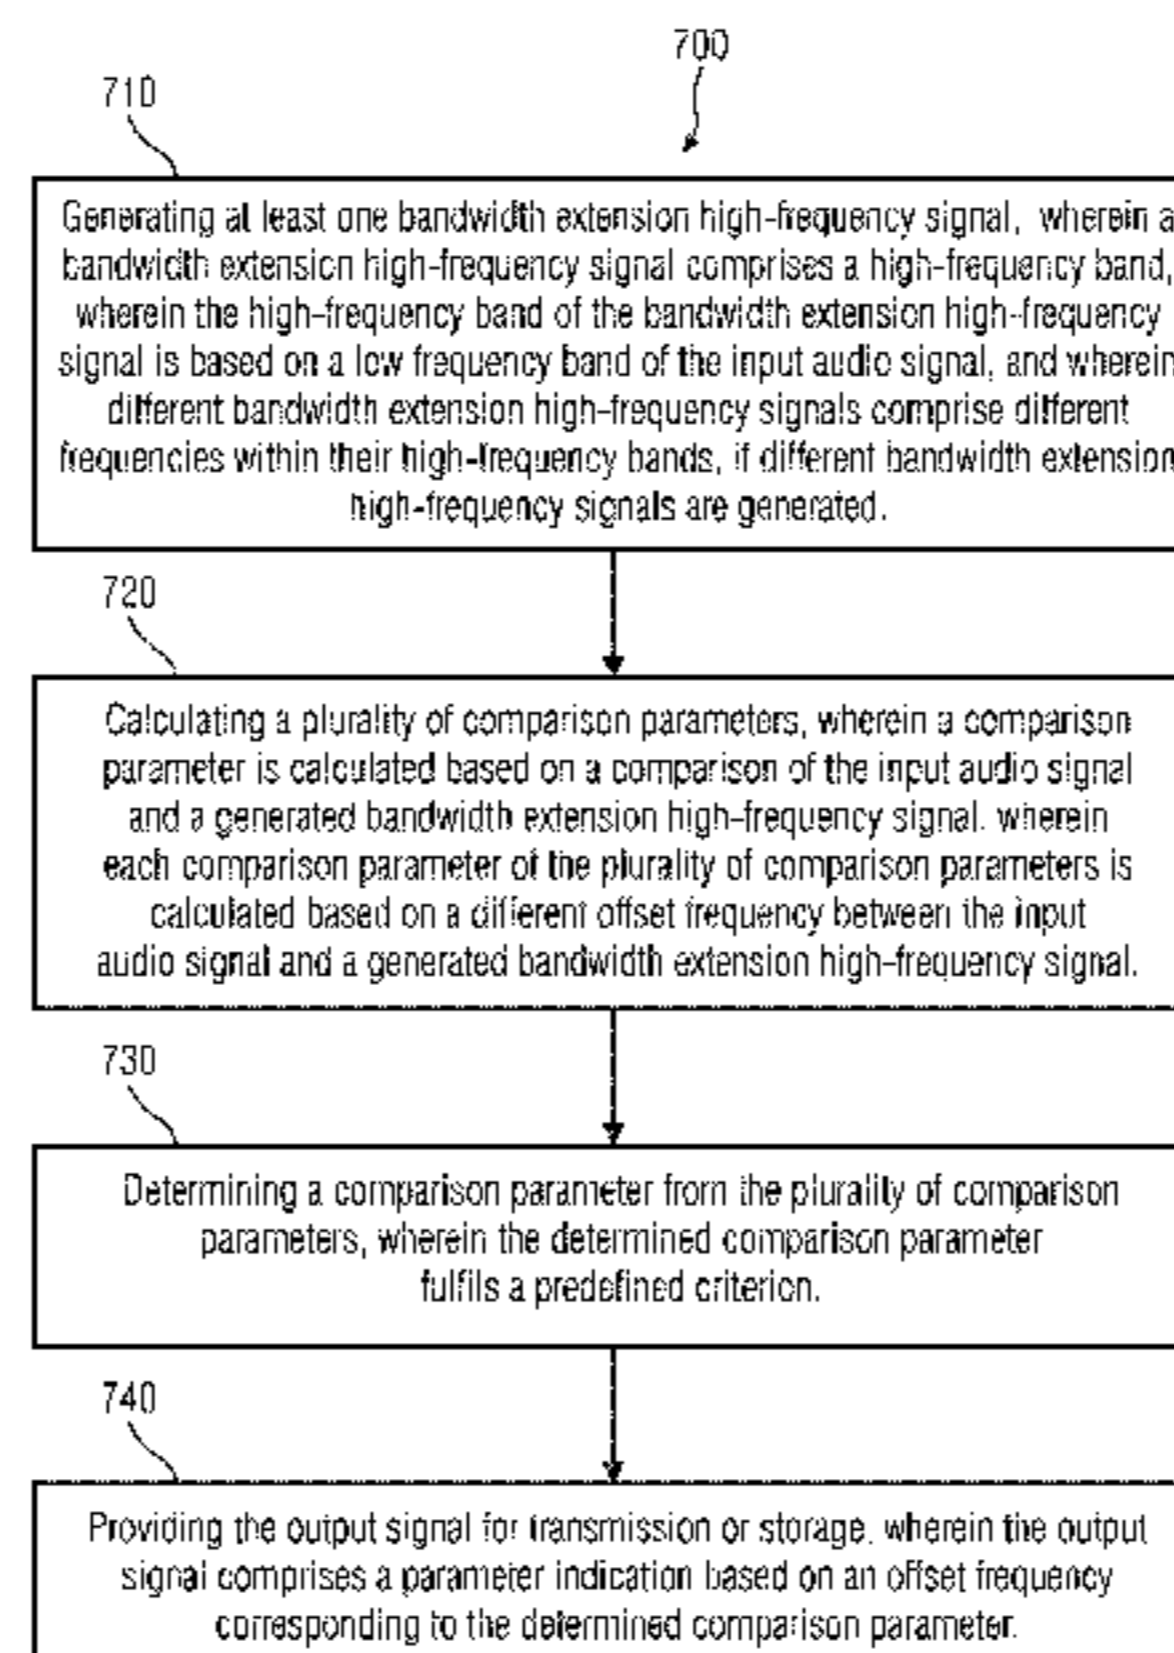 700
710
Generating at least one bandwidth extension high-frequency signal, wherein a
bandwidth extension high-frequency signal comprises a high-frequency band,
wherein the high-frequency band of the bandwidth extension high-frequency
signal is based on a low frequency band of the input audio signal, and wherein
different bandwidth extension high-frequency signals comprise different
frequencies within their high-frequency bands, if different bandwidth extension
high-frequency signals are generated.
720
Calculating a plurality of comparison parameters, wherein a comparison
parameter is calculated based on a comparison of the input audio signal
and a generated bandwidth extension high-frequency signal. wherein
each comparison parameter of the plurality of comparison parameters is
calculated based on a different offset frequency between the input
audio signal and a generated bandwidth extension high-frequency signal.
730
Determining a comparison parameter from the plurality of comparison
parameters, wherein the determined comparison parameter
fulfils a predefined criterion.
740
Providing the output signal for transmission or storage. wherein the output
signal comprises a parameter indication based on an offset frequency
corresponding to the determined comparison parameter.